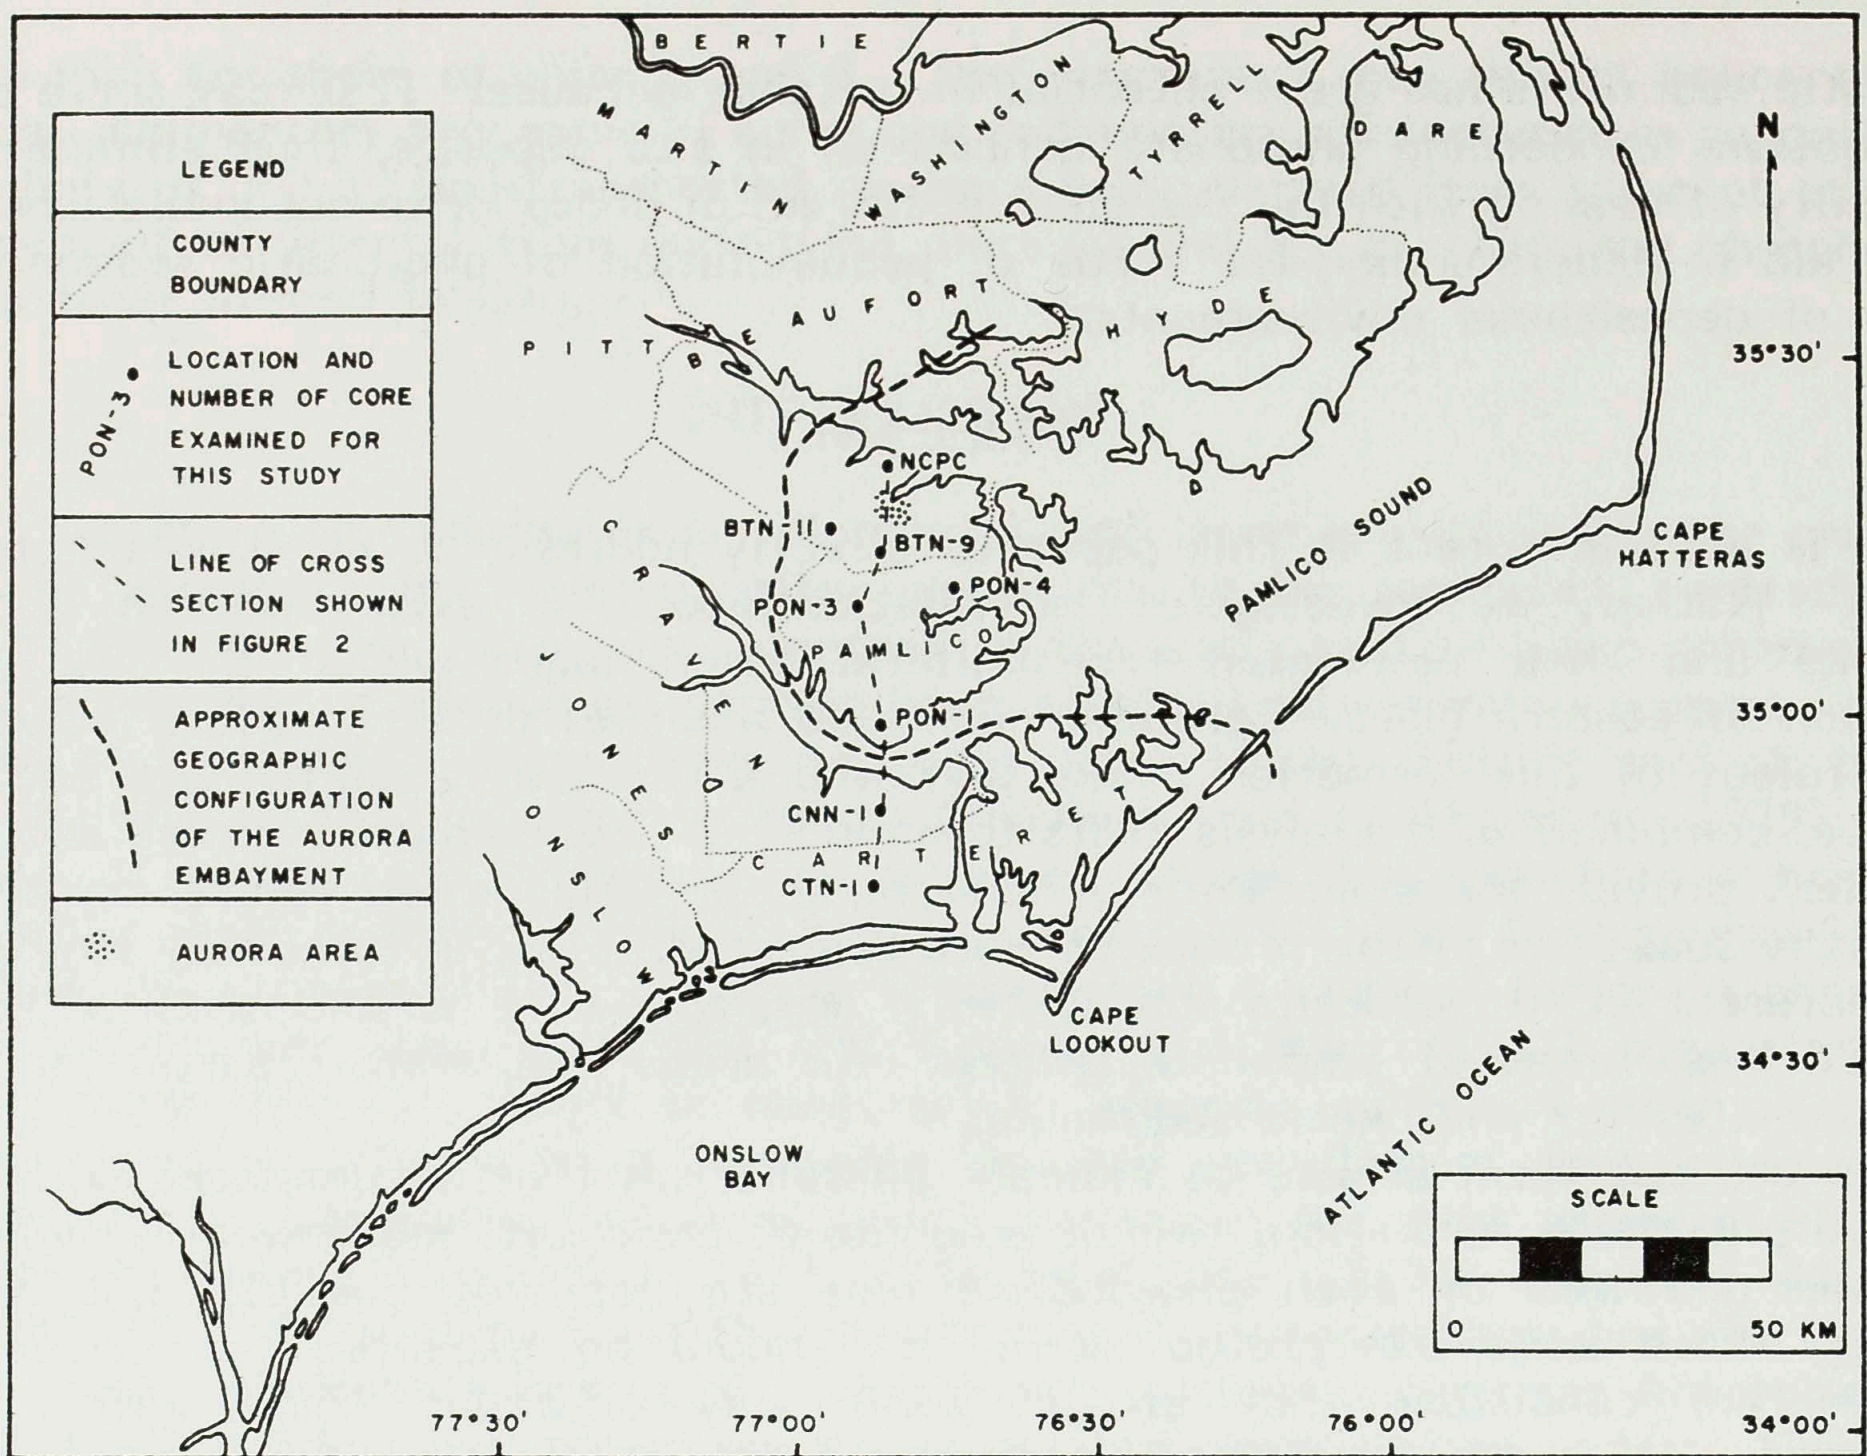 BERTIE
MARTIN
WASHINGTON
TYRRELL
DARE
N
LEGEND
COUNTY
BOUNDARY
PON-3
LOCATION AND
NUMBER OF CORE
EXAMINED FOR
THIS STUDY
LINE OF CROSS
SECTION SHOWN
IN FIGURE 2
APPROXIMATE
GEOGRAPHIC
CONFIGURATION
OF THE AURORA
EMBAYMENT
AURORA AREA
PITT
BEAUFORT
HYDE
35°30'
NCPC
BTN-11
BTN-9
PON-4
PON-3
PAMLICO
PON-1
CRAVEN
JONES
ONSLOW
CNN-1
CARTERET
CTN-1
PAMLICO SOUND
CAPE
HATTERAS
35°00'
CAPE
LOOKOUT
34°30'
ONSLOW
BAY
ATLANTIC OCEAN
SCALE
0 50 KM
77°30' 77°00' 76°30' 76°00' 34°00'